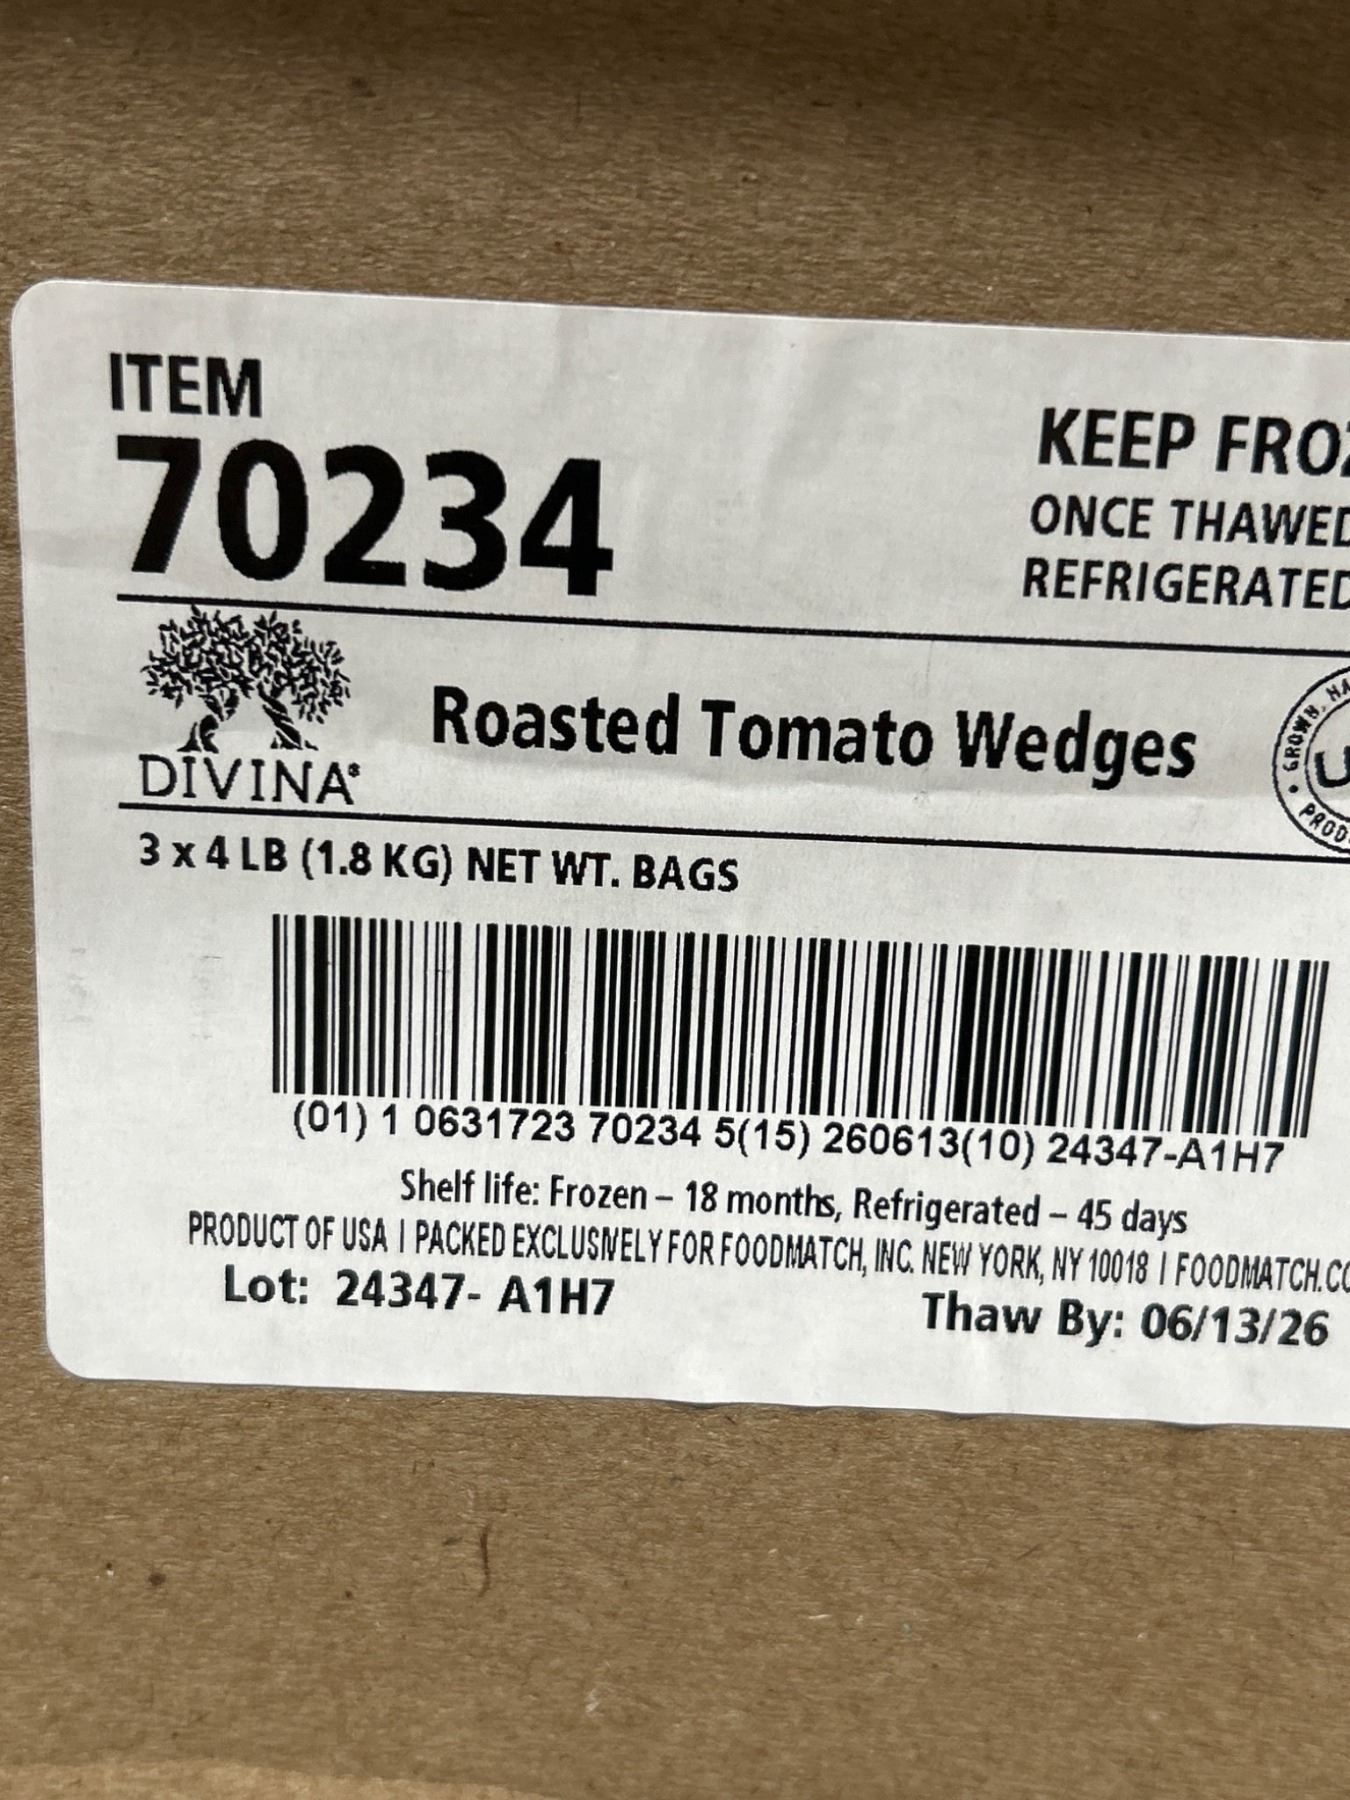 ITEM
70234
KEEP
ONCE THAWED
REFRIGERATED
DIVINA®
Roasted Tomato Wedges
GROWN,
3 x 4 LB (1.8 KG) NET WT. BAGS
(01) 1 0631723 70234 5(15) 260613(10) 24347-A1H7
Shelf life: Frozen – 18 months, Refrigerated – 45 days
PRODUCT OF USA | PACKED EXCLUSIVELY FOR FOODMATCH, INC. NEW YORK, NY 10018 |
Lot: 24347- A1H7
Thaw By: 06/13/26